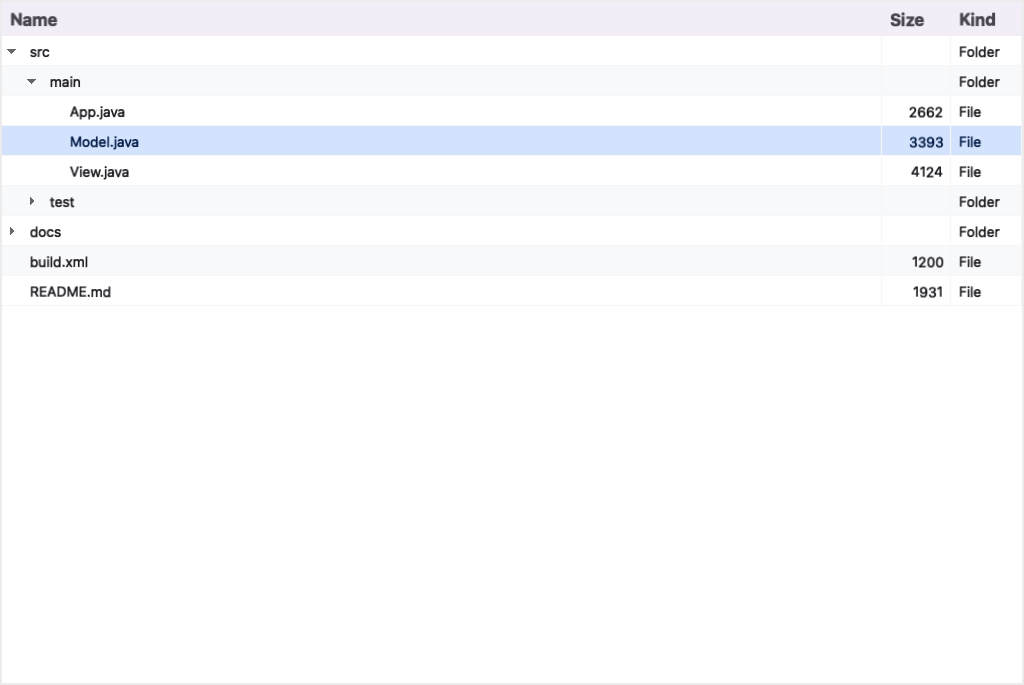 Name Size Kind
src Folder
main Folder
App.java 2662 File
Model.java 3393 File
View.java 4124 File
test Folder
docs Folder
build.xml 1200 File
README.md 1931 File